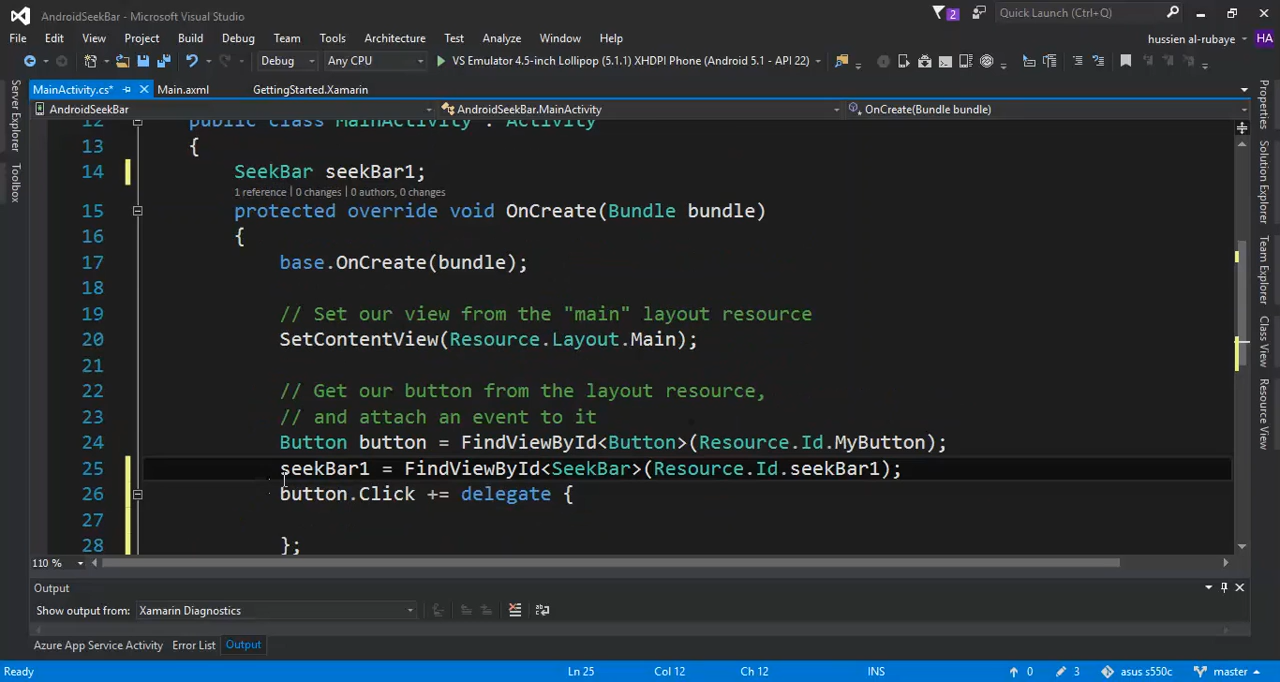 AndroidSeekBar - Microsoft Visual Studio
2
Quick Launch (Ctrl+Q)
File Edit View Project Build Debug Team Tools Architecture Test Analyze Window Help
hussien al-rubaye HA
Debug Any CPU VS Emulator 4.5-inch Lollipop (5.1.1) XHDPI Phone (Android 5.1 - API 22)
MainActivity.cs* Main.axml GettingStarted.Xamarin
AndroidSeekBar AndroidSeekBar.MainActivity OnCreate(Bundle bundle)
Server Explorer
Toolbox
12 public class MainActivity : Activity
13 {
14 SeekBar seekBar1;
1 reference | 0 changes | 0 authors, 0 changes
15 protected override void OnCreate(Bundle bundle)
16 {
17 base.OnCreate(bundle);
18
19 // Set our view from the "main" layout resource
20 SetContentView(Resource.Layout.Main);
21
22 // Get our button from the layout resource,
23 // and attach an event to it
24 Button button = FindViewById<Button>(Resource.Id.MyButton);
25 seekBar1 = FindViewById<SeekBar>(Resource.Id.seekBar1);
26 button.Click += delegate {
27
28 };
Properties
Solution Explorer
Team Explorer
Class View
Resource View
110 %
Output
Show output from: Xamarin Diagnostics
Azure App Service Activity Error List Output
Ready Ln 25 Col 12 Ch 12 INS 0 3 asus s550c master